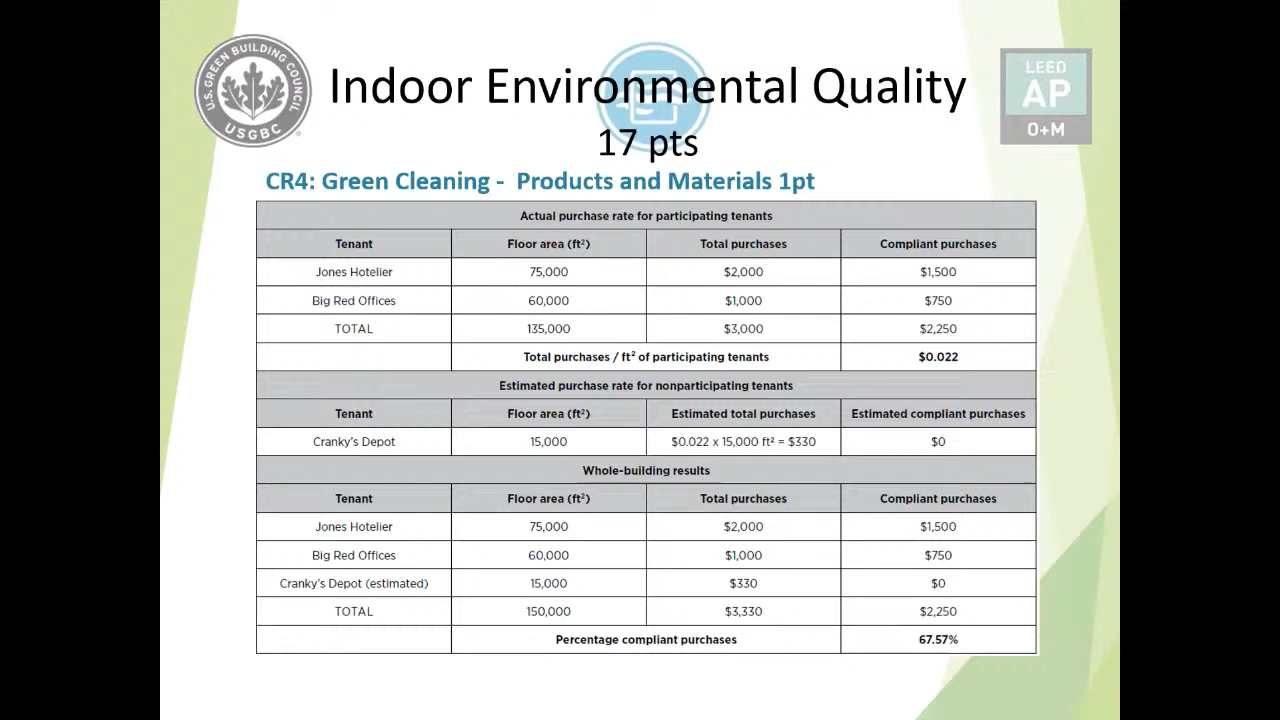 U.S. GREEN BUILDING COUNCIL
USGBC
Indoor Environmental Quality
17 pts
LEED
AP
O+M
CR4: Green Cleaning - Products and Materials 1pt
Actual purchase rate for participating tenants
Tenant Floor area (ft²) Total purchases Compliant purchases
Jones Hotelier 75,000 $2,000 $1,500
Big Red Offices 60,000 $1,000 $750
TOTAL 135,000 $3,000 $2,250
Total purchases / ft² of participating tenants $0.022
Estimated purchase rate for nonparticipating tenants
Tenant Floor area (ft²) Estimated total purchases Estimated compliant purchases
Cranky's Depot 15,000 $0.022 x 15,000 ft² = $330 $0
Whole-building results
Tenant Floor area (ft²) Total purchases Compliant purchases
Jones Hotelier 75,000 $2,000 $1,500
Big Red Offices 60,000 $1,000 $750
Cranky's Depot (estimated) 15,000 $330 $0
TOTAL 150,000 $3,330 $2,250
Percentage compliant purchases 67.57%